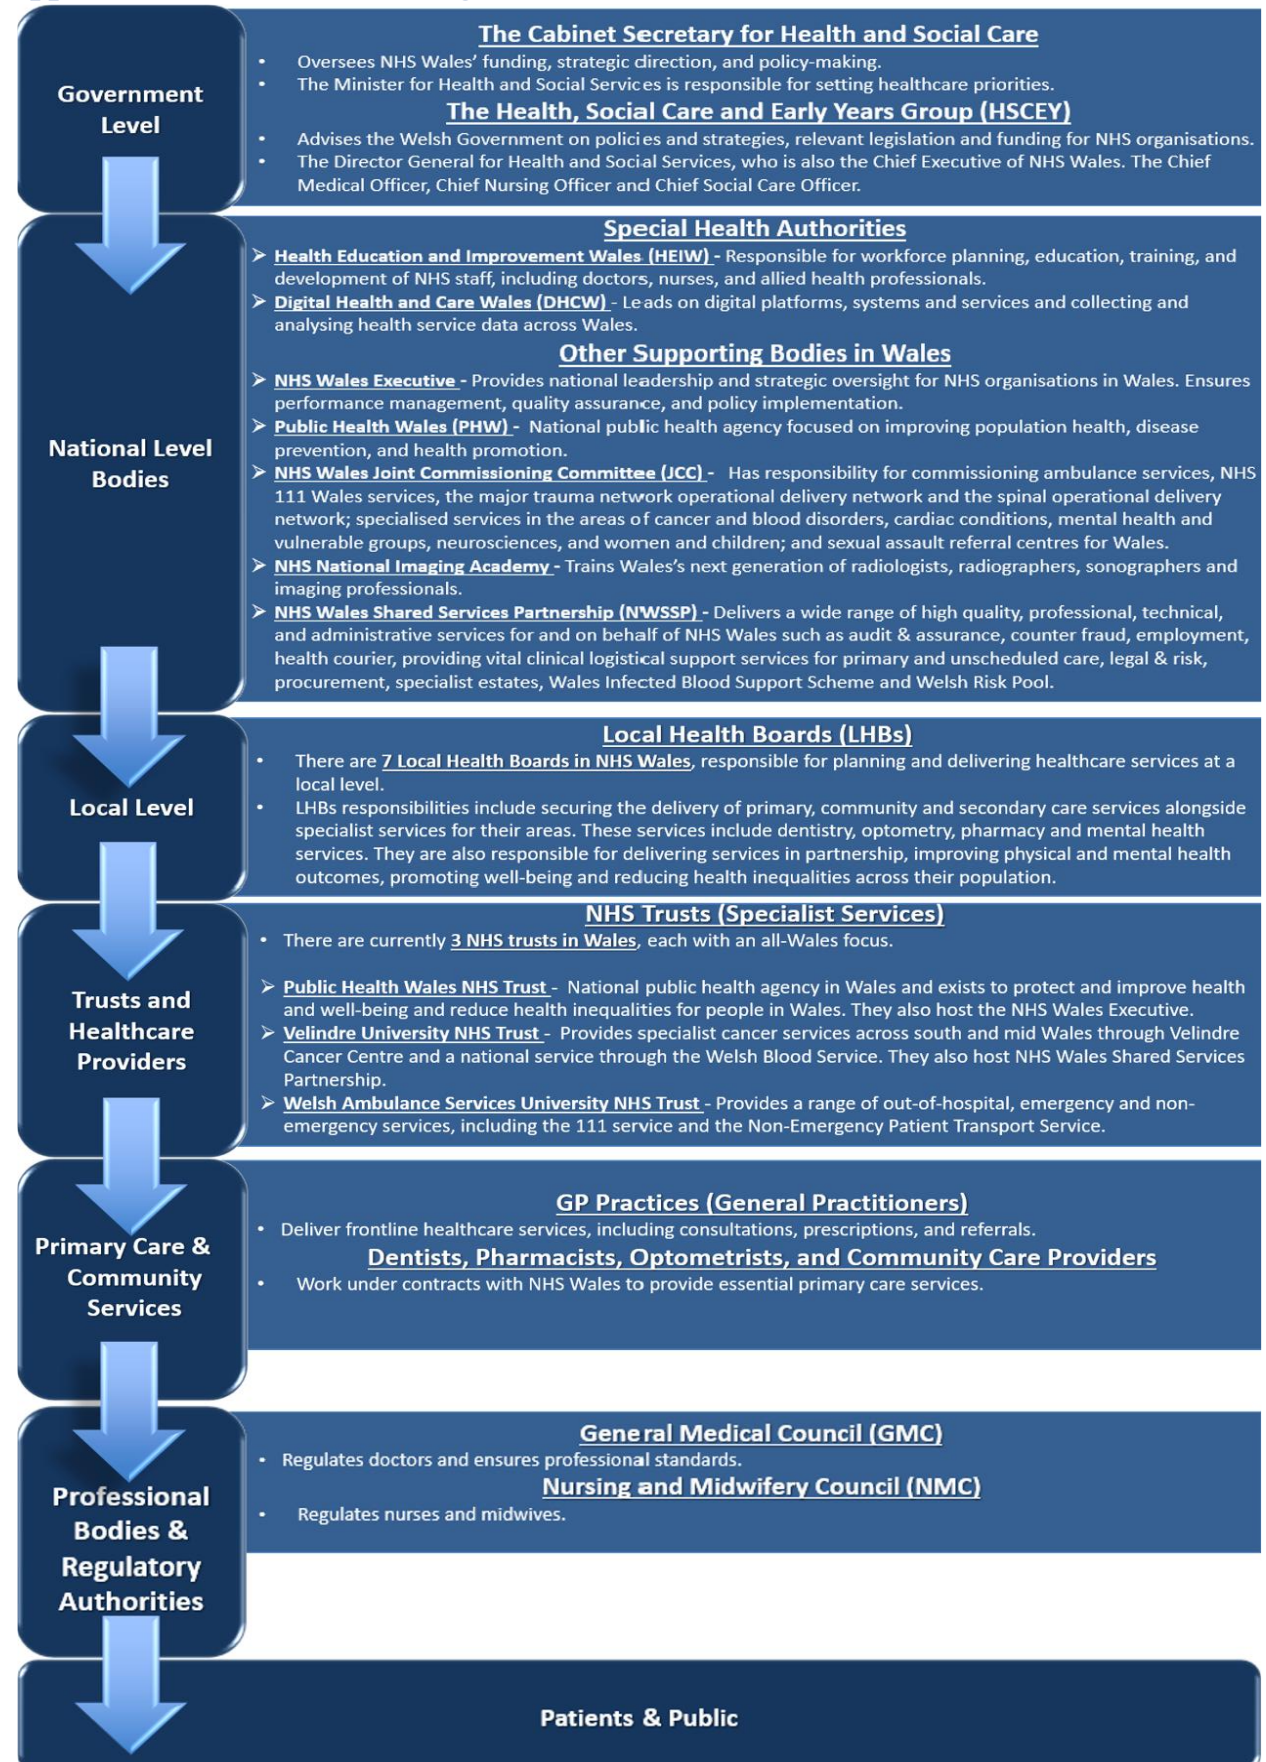 Government
Level
The Cabinet Secretary for Health and Social Care
• Oversees NHS Wales’ funding, strategic direction, and policy-making.
• The Minister for Health and Social Services is responsible for setting healthcare priorities.
The Health, Social Care and Early Years Group (HSCEY)
• Advises the Welsh Government on policies and strategies, relevant legislation and funding for NHS organisations.
• The Director General for Health and Social Services, who is also the Chief Executive of NHS Wales. The Chief
Medical Officer, Chief Nursing Officer and Chief Social Care Officer.
National Level
Bodies
Special Health Authorities
➢ Health Education and Improvement Wales (HEIW) - Responsible for workforce planning, education, training, and
development of NHS staff, including doctors, nurses, and allied health professionals.
➢ Digital Health and Care Wales (DHCW) - Leads on digital platforms, systems and services and collecting and
analysing health service data across Wales.
Other Supporting Bodies in Wales
➢ NHS Wales Executive - Provides national leadership and strategic oversight for NHS organisations in Wales. Ensures
performance management, quality assurance, and policy implementation.
➢ Public Health Wales (PHW) - National public health agency focused on improving population health, disease
prevention, and health promotion.
➢ NHS Wales Joint Commissioning Committee (JCC) - Has responsibility for commissioning ambulance services, NHS
111 Wales services, the major trauma network operational delivery network and the spinal operational delivery
network; specialised services in the areas of cancer and blood disorders, cardiac conditions, mental health and
vulnerable groups, neurosciences, and women and children; and sexual assault referral centres for Wales.
➢ NHS National Imaging Academy - Trains Wales’s next generation of radiologists, radiographers, sonographers and
imaging professionals.
➢ NHS Wales Shared Services Partnership (NWSSP) - Delivers a wide range of high quality, professional, technical,
and administrative services for and on behalf of NHS Wales such as audit & assurance, counter fraud, employment,
health courier, providing vital clinical logistical support services for primary and unscheduled care, legal & risk,
procurement, specialist estates, Wales Infected Blood Support Scheme and Welsh Risk Pool.
Local Level
Local Health Boards (LHBs)
• There are 7 Local Health Boards in NHS Wales, responsible for planning and delivering healthcare services at a
local level.
• LHBs responsibilities include securing the delivery of primary, community and secondary care services alongside
specialist services for their areas. These services include dentistry, optometry, pharmacy and mental health
services. They are also responsible for delivering services in partnership, improving physical and mental health
outcomes, promoting well-being and reducing health inequalities across their population.
Trusts and
Healthcare
Providers
NHS Trusts (Specialist Services)
• There are currently 3 NHS trusts in Wales, each with an all-Wales focus.
➢ Public Health Wales NHS Trust - National public health agency in Wales and exists to protect and improve health
and well-being and reduce health inequalities for people in Wales. They also host the NHS Wales Executive.
➢ Velindre University NHS Trust - Provides specialist cancer services across south and mid Wales through Velindre
Cancer Centre and a national service through the Welsh Blood Service. They also host NHS Wales Shared Services
Partnership.
➢ Welsh Ambulance Services University NHS Trust - Provides a range of out-of-hospital, emergency and non-
emergency services, including the 111 service and the Non-Emergency Patient Transport Service.
Primary Care &
Community
Services
GP Practices (General Practitioners)
• Deliver frontline healthcare services, including consultations, prescriptions, and referrals.
Dentists, Pharmacists, Optometrists, and Community Care Providers
• Work under contracts with NHS Wales to provide essential primary care services.
Professional
Bodies &
Regulatory
Authorities
General Medical Council (GMC)
• Regulates doctors and ensures professional standards.
Nursing and Midwifery Council (NMC)
• Regulates nurses and midwives.
Patients & Public